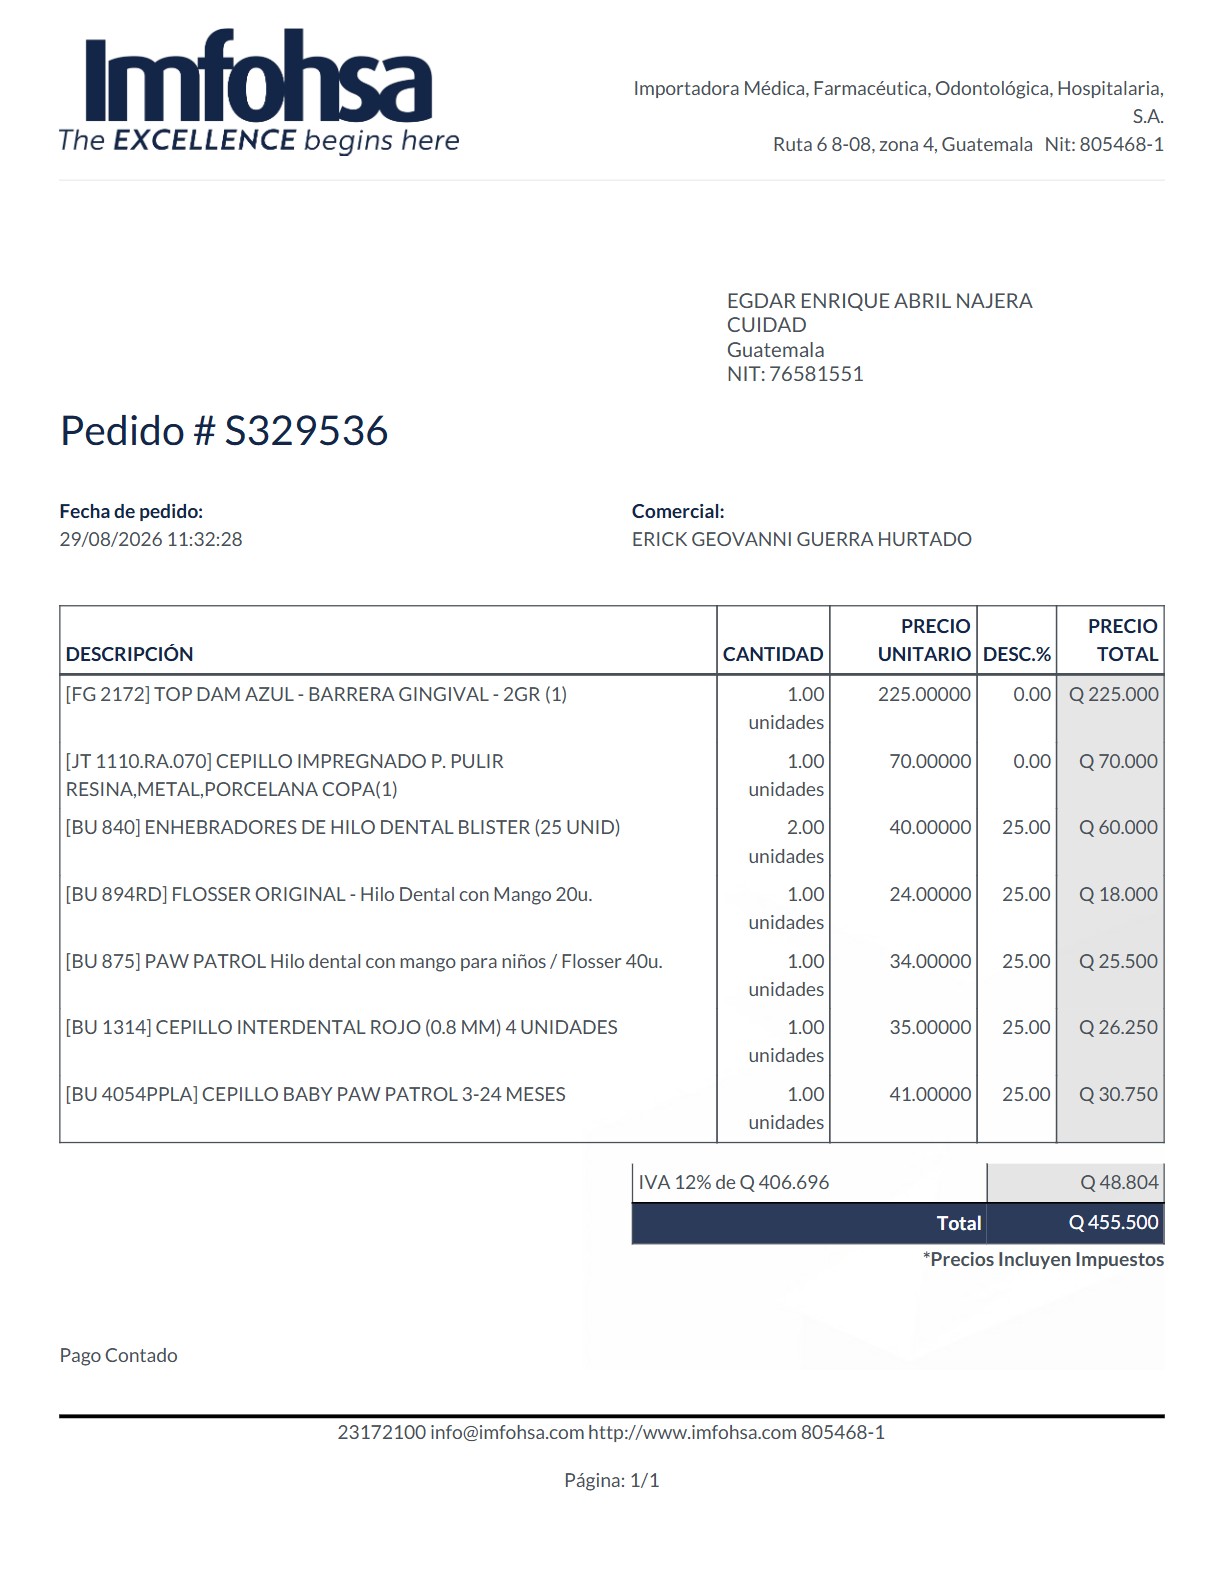 Imfohsa
The EXCELLENCE begins here
Importadora Médica, Farmacéutica, Odontológica, Hospitalaria,
S.A.
Ruta 6 8-08, zona 4, Guatemala Nit: 805468-1
EGDAR ENRIQUE ABRIL NAJERA
CUIDAD
Guatemala
NIT: 76581551
Pedido # S329536
Fecha de pedido: Comercial:
29/08/2026 11:32:28 ERICK GEOVANNI GUERRA HURTADO
PRECIO PRECIO
DESCRIPCIÓN CANTIDAD UNITARIO DESC.% TOTAL
[FG 2172] TOP DAM AZUL - BARRERA GINGIVAL - 2GR (1) 1.00 225.00000 0.00 Q 225.000
unidades
[JT 1110.RA.070] CEPILLO IMPREGNADO P. PULIR 1.00 70.00000 0.00 Q 70.000
RESINA,METAL,PORCELANA COPA(1) unidades
[BU 840] ENHEBRADORES DE HILO DENTAL BLISTER (25 UNID) 2.00 40.00000 25.00 Q 60.000
unidades
[BU 894RD] FLOSSER ORIGINAL - Hilo Dental con Mango 20u. 1.00 24.00000 25.00 Q 18.000
unidades
[BU 875] PAW PATROL Hilo dental con mango para niños / Flosser 40u. 1.00 34.00000 25.00 Q 25.500
unidades
[BU 1314] CEPILLO INTERDENTAL ROJO (0.8 MM) 4 UNIDADES 1.00 35.00000 25.00 Q 26.250
unidades
[BU 4054PPLA] CEPILLO BABY PAW PATROL 3-24 MESES 1.00 41.00000 25.00 Q 30.750
unidades
IVA 12% de Q 406.696 Q 48.804
Total Q 455.500
*Precios Incluyen Impuestos
Pago Contado
23172100 info@imfohsa.com http://www.imfohsa.com 805468-1
Página: 1/1